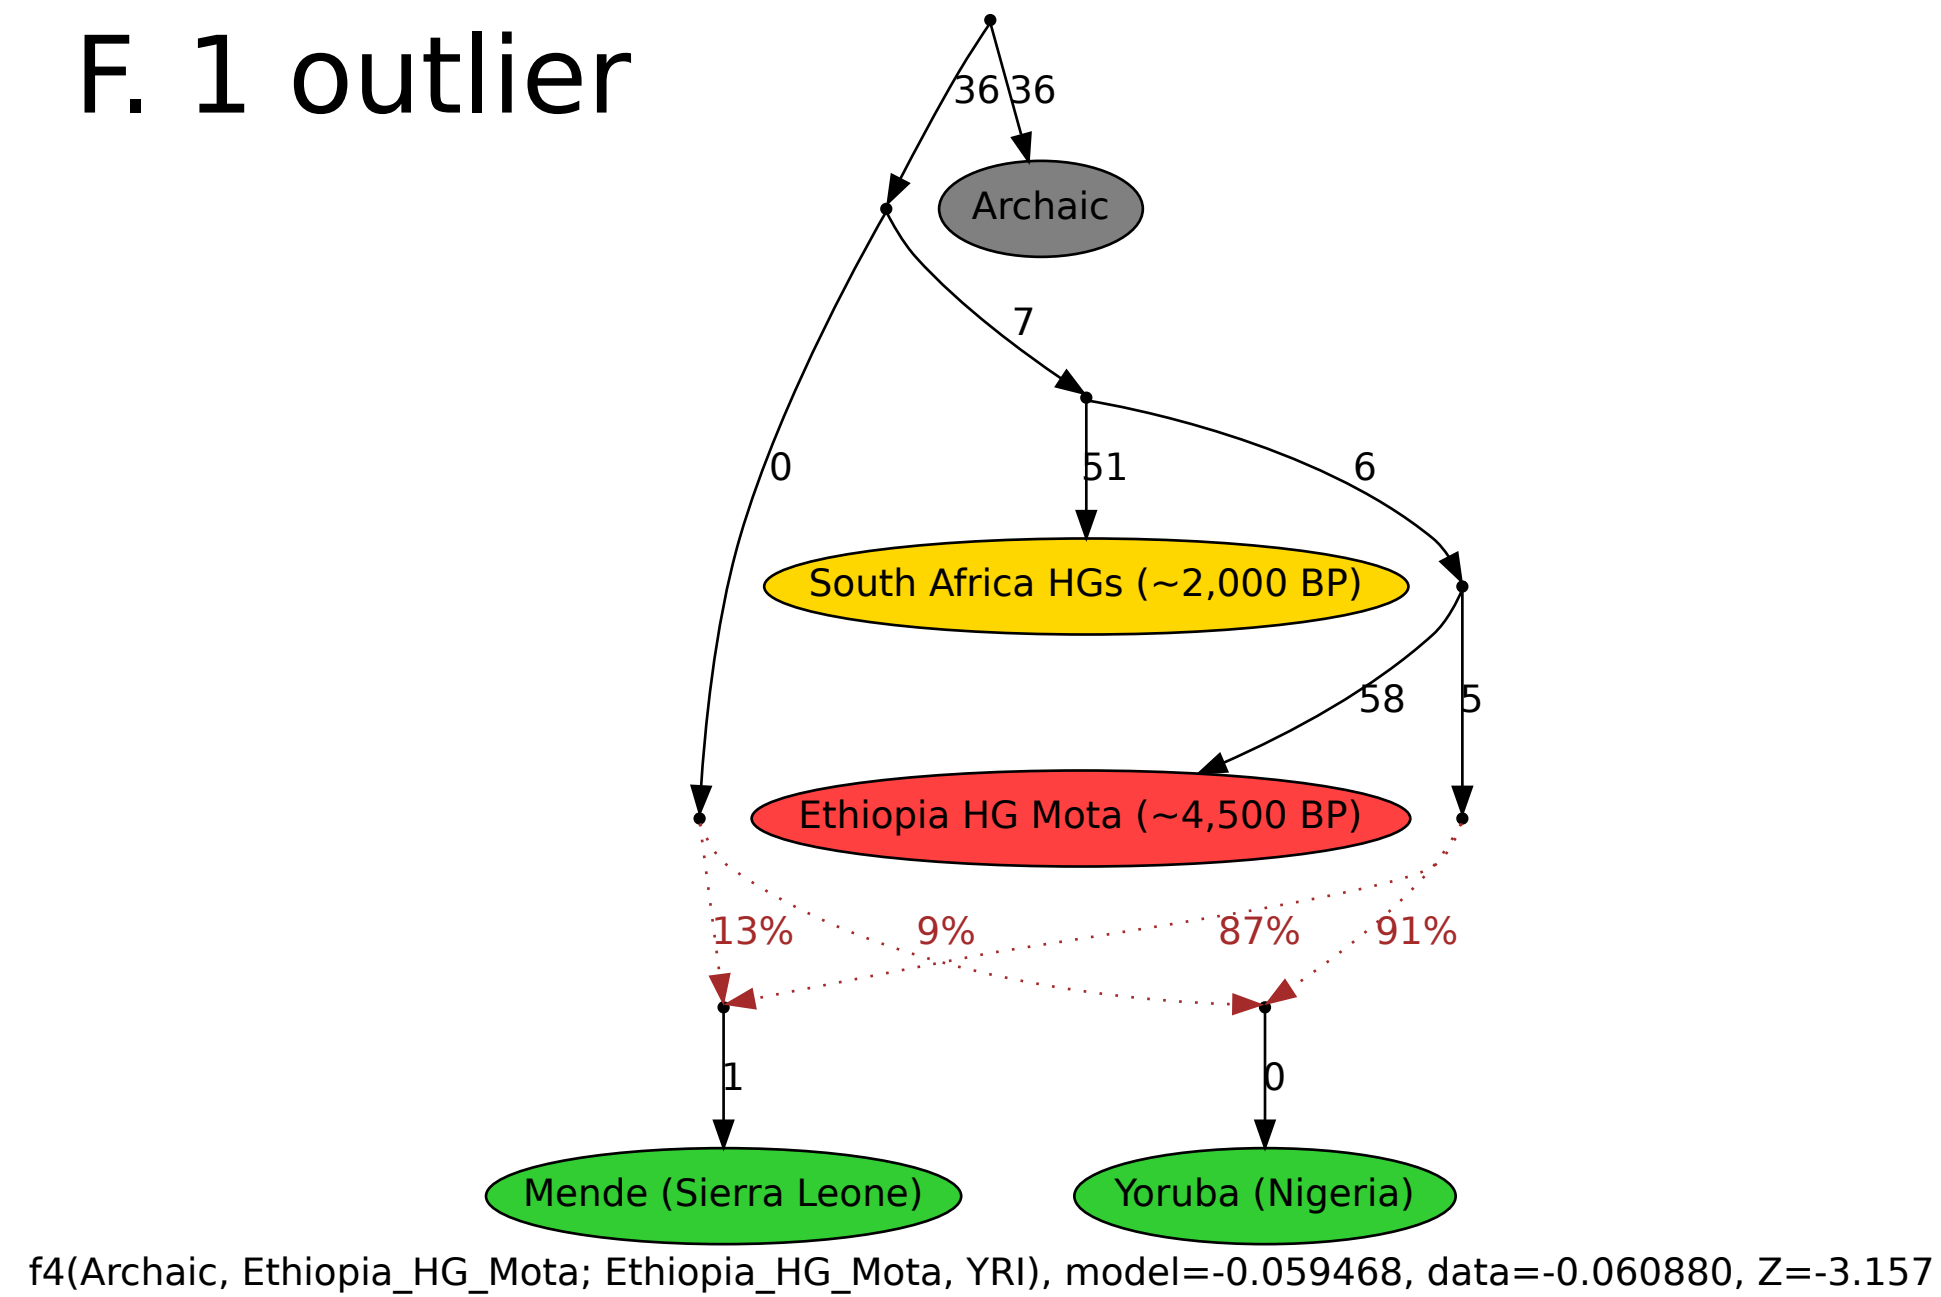 F. 1 outlier
36 36
Archaic
7
0 51 6
South Africa HGs (~2,000 BP)
58 5
Ethiopia HG Mota (~4,500 BP)
13% 9% 87% 91%
1 0
Mende (Sierra Leone) Yoruba (Nigeria)
f4(Archaic, Ethiopia_HG_Mota; Ethiopia_HG_Mota, YRI), model=-0.059468, data=-0.060880, Z=-3.157